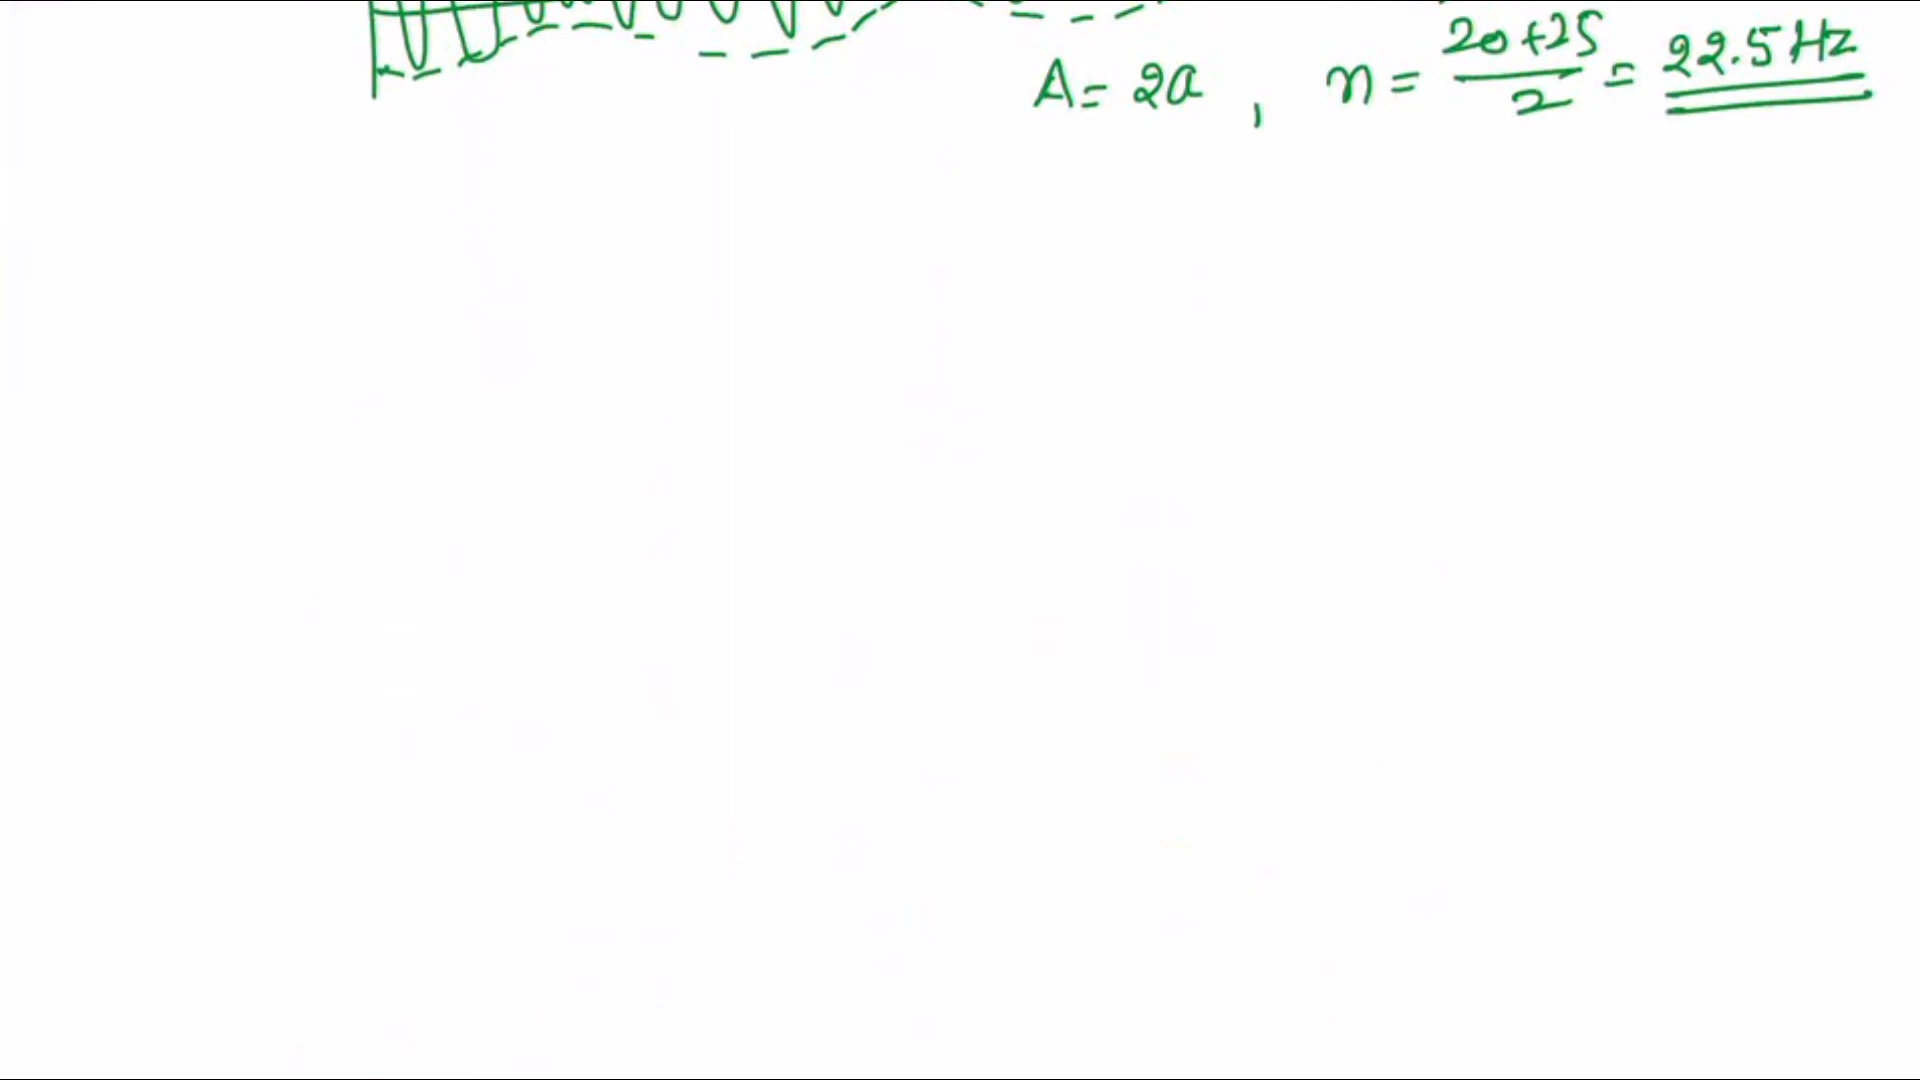 A = 2a , n = 20+25/2 = 22.5 Hz